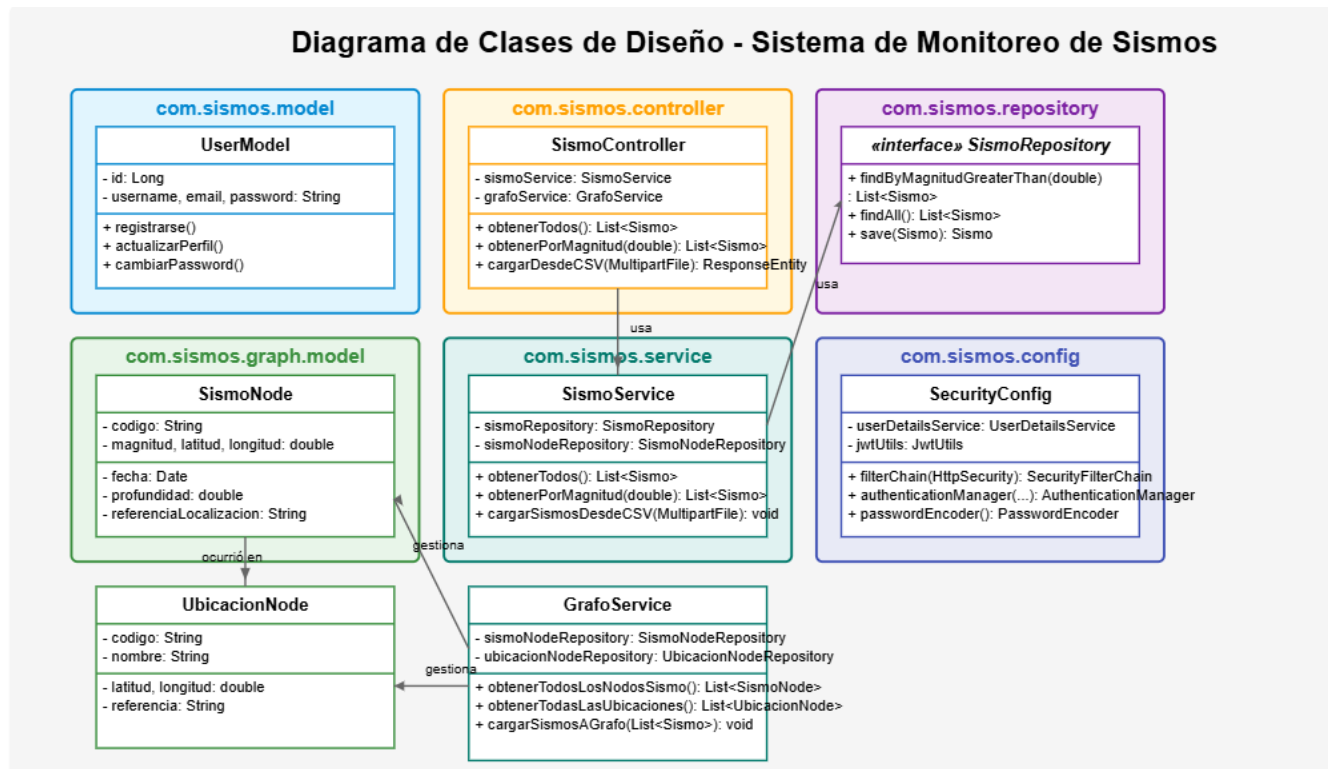 Diagrama de Clases de Diseño - Sistema de Monitoreo de Sismos
com.sismos.model
UserModel
- id: Long
- username, email, password: String
+ registrarse()
+ actualizarPerfil()
+ cambiarPassword()
com.sismos.controller
SismoController
- sismoService: SismoService
- grafoService: GrafoService
+ obtenerTodos(): List<Sismo>
+ obtenerPorMagnitud(double): List<Sismo>
+ cargarDesdeCSV(MultipartFile): ResponseEntity
com.sismos.repository
«interface» SismoRepository
+ findByMagnitudGreaterThan(double)
: List<Sismo>
+ findAll(): List<Sismo>
+ save(Sismo): Sismo
usa
usa
com.sismos.graph.model
SismoNode
- codigo: String
- magnitud, latitud, longitud: double
- fecha: Date
- profundidad: double
- referenciaLocalizacion: String
com.sismos.service
SismoService
- sismoRepository: SismoRepository
- sismoNodeRepository: SismoNodeRepository
+ obtenerTodos(): List<Sismo>
+ obtenerPorMagnitud(double): List<Sismo>
+ cargarSismosDesdeCSV(MultipartFile): void
com.sismos.config
SecurityConfig
- userDetailsService: UserDetailsService
- jwtUtils: JwtUtils
+ filterChain(HttpSecurity): SecurityFilterChain
+ authenticationManager(...): AuthenticationManager
+ passwordEncoder(): PasswordEncoder
gestiona
ocurrió en
UbicacionNode
- codigo: String
- nombre: String
- latitud, longitud: double
- referencia: String
gestiona
GrafoService
- sismoNodeRepository: SismoNodeRepository
- ubicacionNodeRepository: UbicacionNodeRepository
+ obtenerTodosLosNodosSismo(): List<SismoNode>
+ obtenerTodasLasUbicaciones(): List<UbicacionNode>
+ cargarSismosAGrafo(List<Sismo>): void